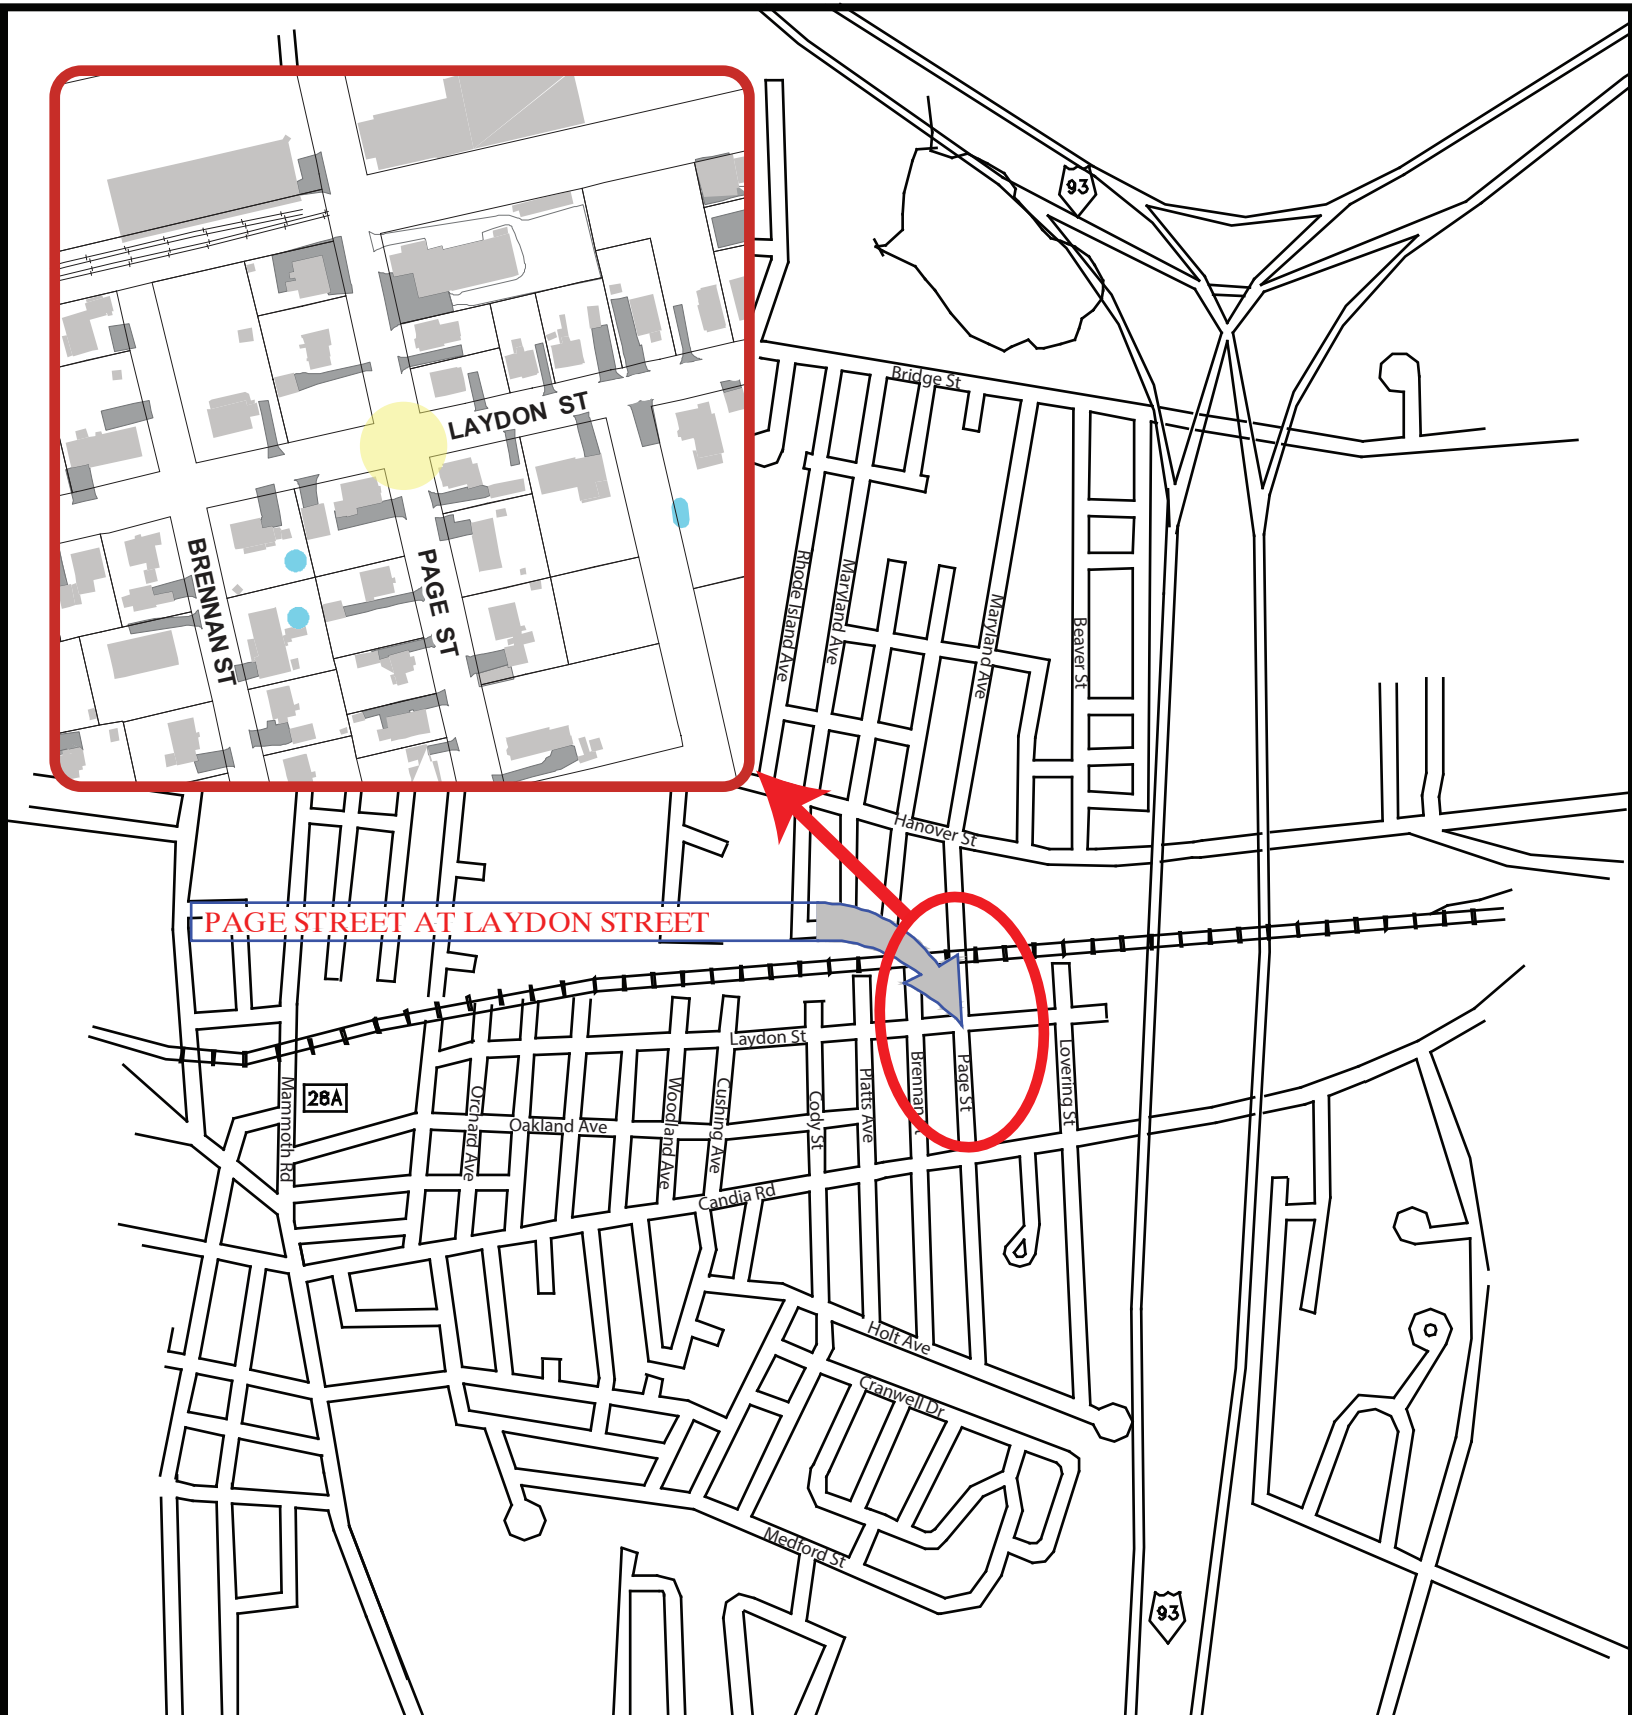 93
LAYDON ST
BRENNAN ST
PAGE ST
Bridge St
Rhode Island Ave
Maryland Ave
Maryland Ave
Beaver St
Hanover St
PAGE STREET AT LAYDON STREET
Laydon St
28A
Mammoth Rd
Orchard Ave
Oakland Ave
Woodland Ave
Cushing Ave
Cody St
Platts Ave
Brennan
Page St
Lovering St
Candia Rd
Holt Ave
Cranwell Dr
Medford St
93